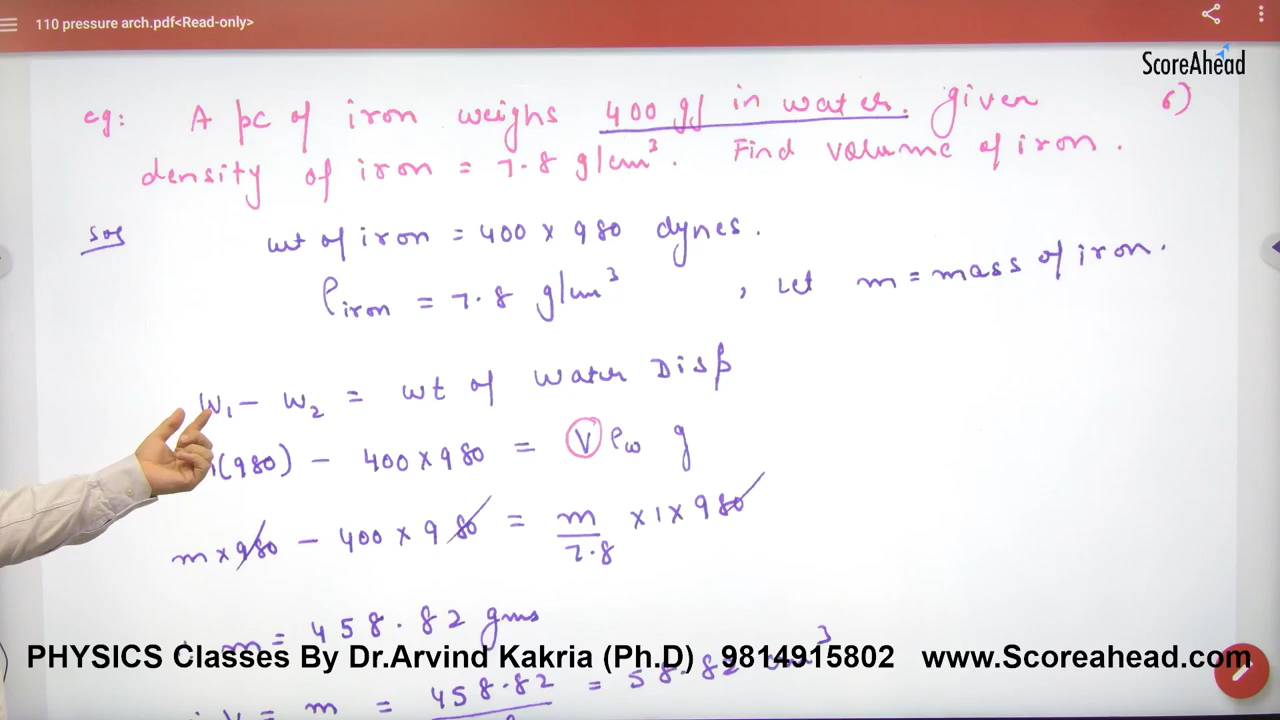 110 pressure arch.pdf<Read-only>
ScoreAhead
eg: A pc of iron weighs 400 gf in water. given 6)
density of iron = 7.8 g/cm³. Find volume of iron.
Sol wt of iron = 400 × 980 dynes.
ρiron = 7.8 g/cm³ , Let m = mass of iron.
W₁ - W₂ = wt of water Disp
(980) - 400 × 980 = V ρw g
m × 980 - 400 × 980 = m/7.8 × 1 × 980
m = 458.82 gms
PHYSICS Classes By Dr.Arvind Kakria (Ph.D) 9814915802 www.Scoreahead.com
V = m = 458.82 = 58.82 cm³